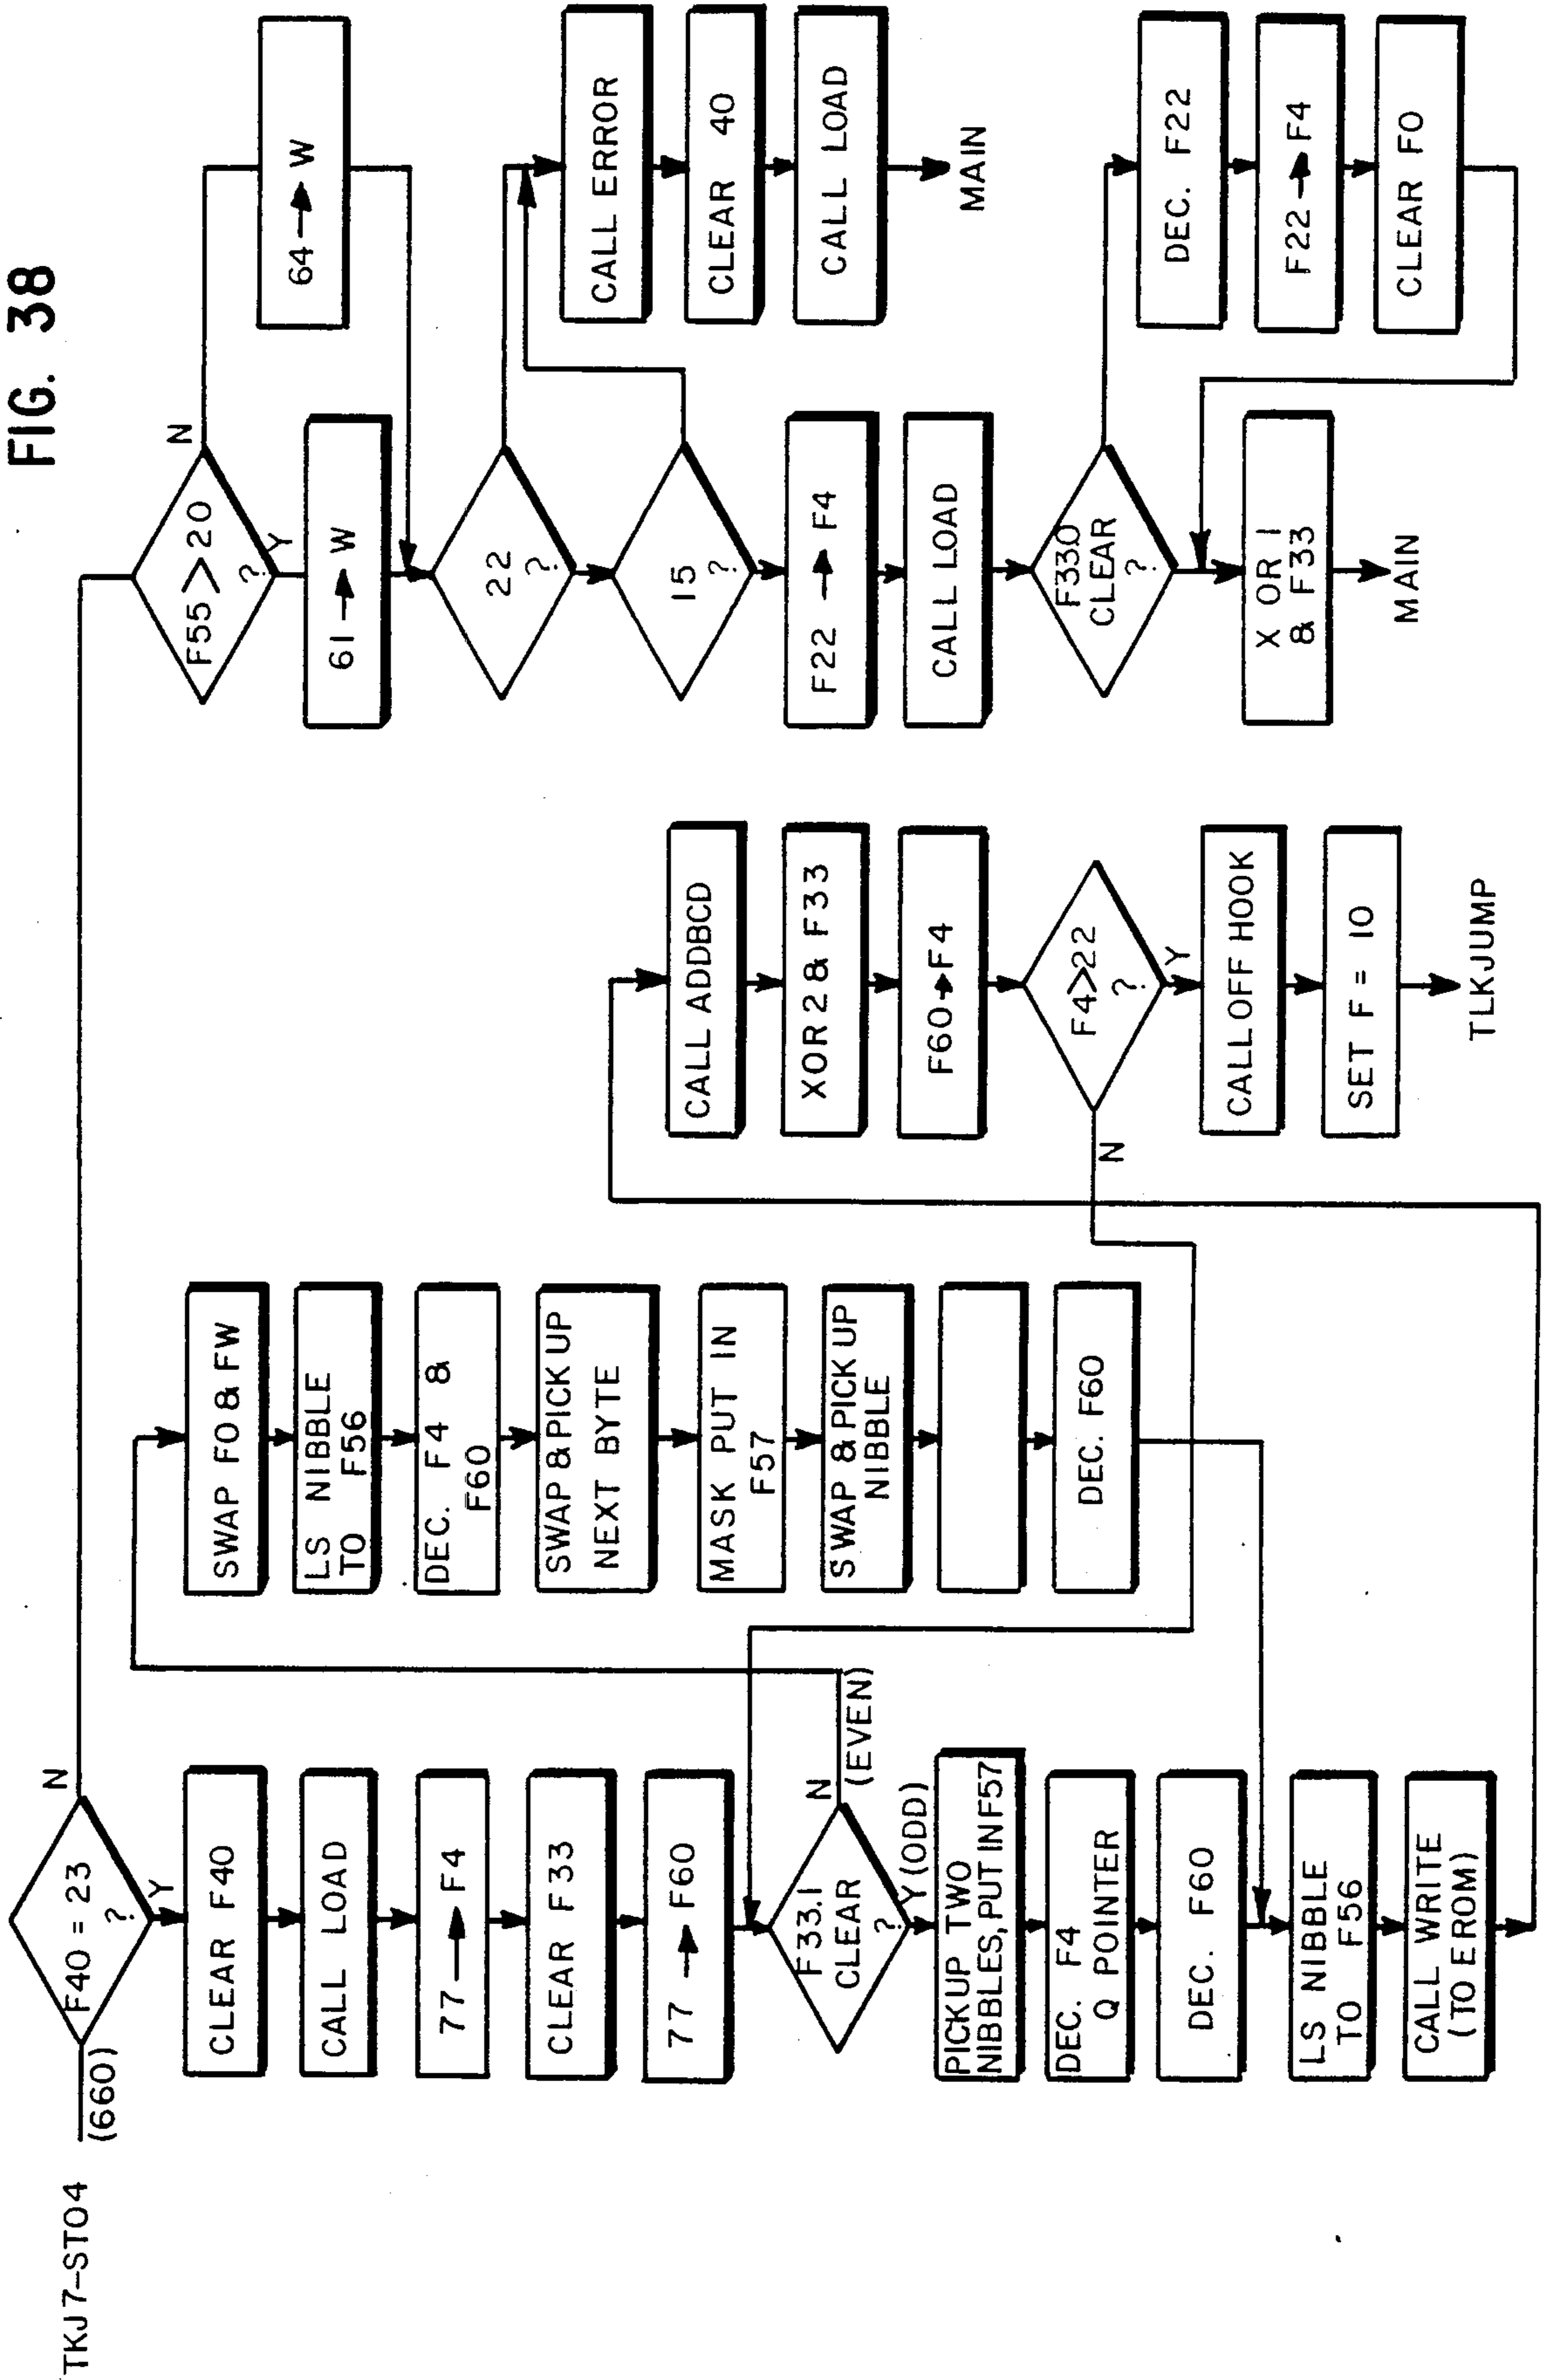 FIG. 38
TKJ7-ST04
(660)
F40 = 23
?
N
Y
CLEAR F40
CALL LOAD
77 → F4
CLEAR F33
77 → F60
F33.1
CLEAR
?
N
(EVEN)
Y (ODD)
PICKUP TWO
NIBBLES, PUT IN F57
DEC. F4
Q POINTER
DEC. F60
LS NIBBLE
TO F56
CALL WRITE
(TO EROM)
SWAP F0 & FW
LS NIBBLE
TO F56
DEC. F4 &
F60
SWAP & PICK UP
NEXT BYTE
MASK PUT IN
F57
SWAP & PICK UP
NIBBLE
DEC. F60
CALL ADDBCD
XOR 2 & F33
F60 → F4
F4 > 22
?
N
Y
CALL OFF HOOK
SET F = 10
TLKJUMP
F55 > 20
?
N
Y
61 → W
64 → W
22
?
15
?
F22 → F4
CALL LOAD
F33.0
CLEAR
?
X OR 1
& F33
MAIN
CALL ERROR
CLEAR 40
CALL LOAD
MAIN
DEC. F22
F22 → F4
CLEAR F0